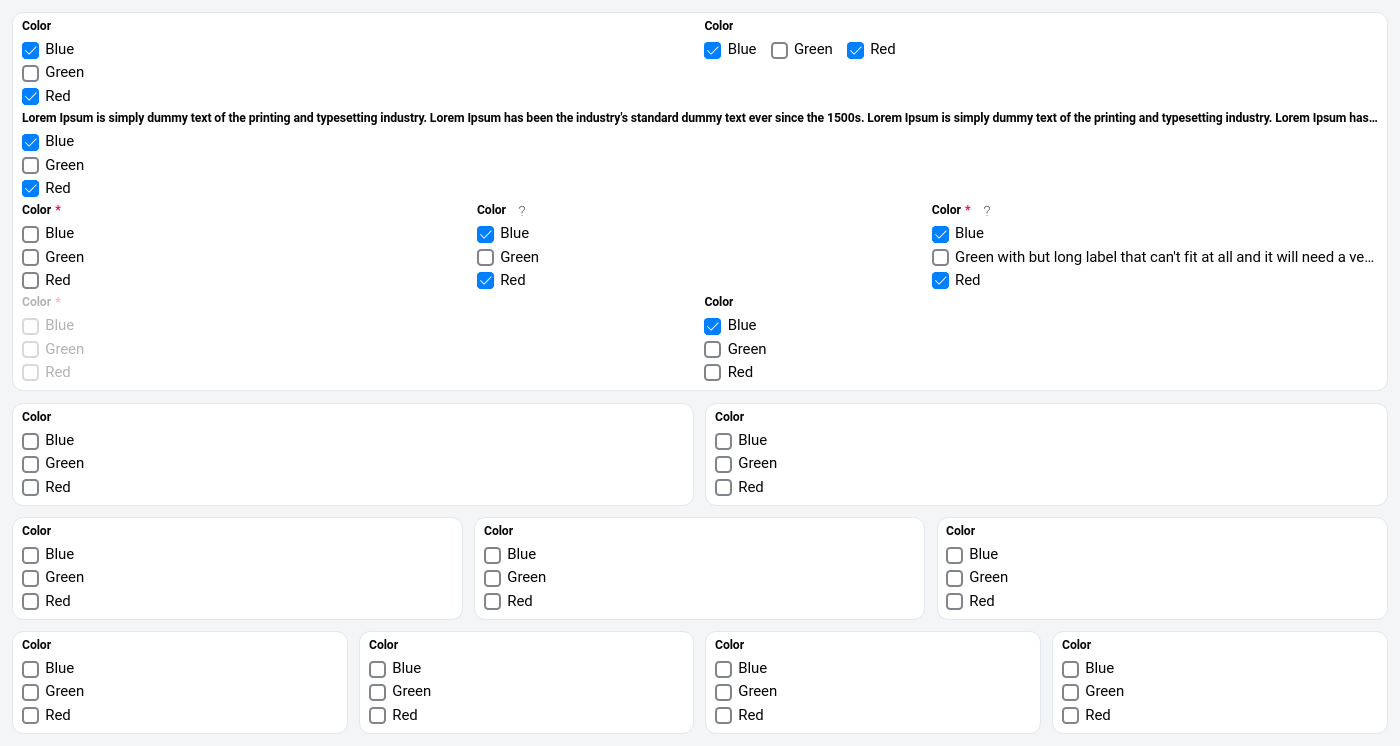 Color
Blue
Green
Red
Color
Blue Green Red
Lorem Ipsum is simply dummy text of the printing and typesetting industry. Lorem Ipsum has been the industry's standard dummy text ever since the 1500s. Lorem Ipsum is simply dummy text of the printing and typesetting industry. Lorem Ipsum has...
Blue
Green
Red
Color *
Blue
Green
Red
Color ?
Blue
Green
Red
Color * ?
Blue
Green with but long label that can't fit at all and it will need a ve...
Red
Color *
Blue
Green
Red
Color
Blue
Green
Red
Color
Blue
Green
Red
Color
Blue
Green
Red
Color
Blue
Green
Red
Color
Blue
Green
Red
Color
Blue
Green
Red
Color
Blue
Green
Red
Color
Blue
Green
Red
Color
Blue
Green
Red
Color
Blue
Green
Red